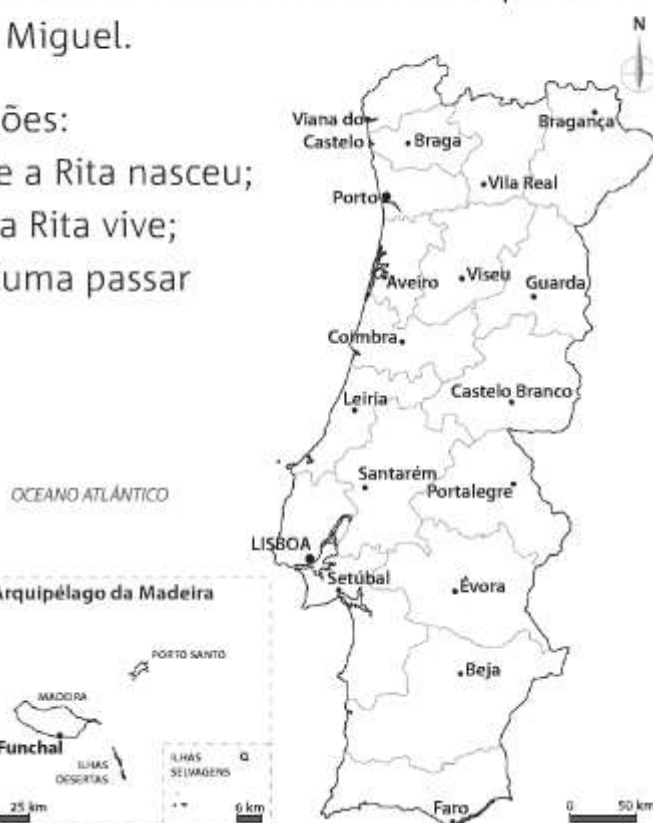 Miguel.
ões:
e a Rita nasceu;
a Rita vive;
uma passar
N
Viana do
Castelo
Braga
Bragança
Vila Real
Porto
Aveiro
Viseu
Guarda
Coimbra
Leiria
Castelo Branco
Santarém
Portalegre
OCEANO ATLÂNTICO
LISBOA
Setúbal
Évora
Arquipélago da Madeira
PORTO SANTO
MADEIRA
Beja
Funchal
ILHAS
DESERTAS
ILHAS
SELVAGENS
25 km
6 km
Faro
0 50 km